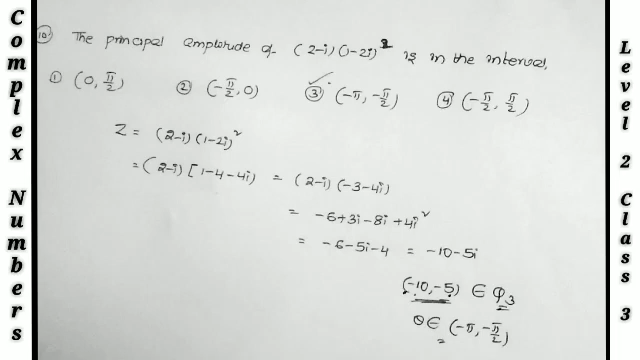 Complex Numbers
10) The principal amplitude of (2-i)(1-2i)² is in the interval,
① (0, π/2) ② (-π/2, 0) ③ (-π, -π/2) ④ (-π/2, π/2)
Z = (2-i)(1-2i)²
= (2-i)[1-4-4i) = (2-i)(-3-4i)
= -6+3i-8i+4i²
= -6-5i-4 = -10-5i
(-10,-5) ∈ φ₃
θ∈ (-π, -π/2)
Level 2 Class 3